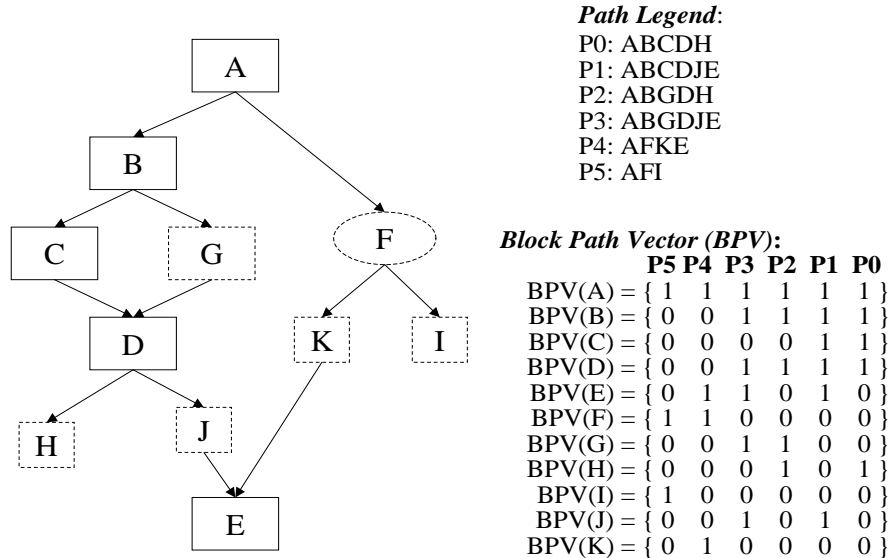 A
B
C
G
F
D
K
I
H
J
E
Path Legend:
P0: ABCDH
P1: ABCDJE
P2: ABGDH
P3: ABGDJE
P4: AFKE
P5: AFI
Block Path Vector (BPV):
P5 P4 P3 P2 P1 P0
BPV(A) = { 1 1 1 1 1 1 }
BPV(B) = { 0 0 1 1 1 1 }
BPV(C) = { 0 0 0 0 1 1 }
BPV(D) = { 0 0 1 1 1 1 }
BPV(E) = { 0 1 1 0 1 0 }
BPV(F) = { 1 1 0 0 0 0 }
BPV(G) = { 0 0 1 1 0 0 }
BPV(H) = { 0 0 0 1 0 1 }
BPV(I) = { 1 0 0 0 0 0 }
BPV(J) = { 0 0 1 0 1 0 }
BPV(K) = { 0 1 0 0 0 0 }